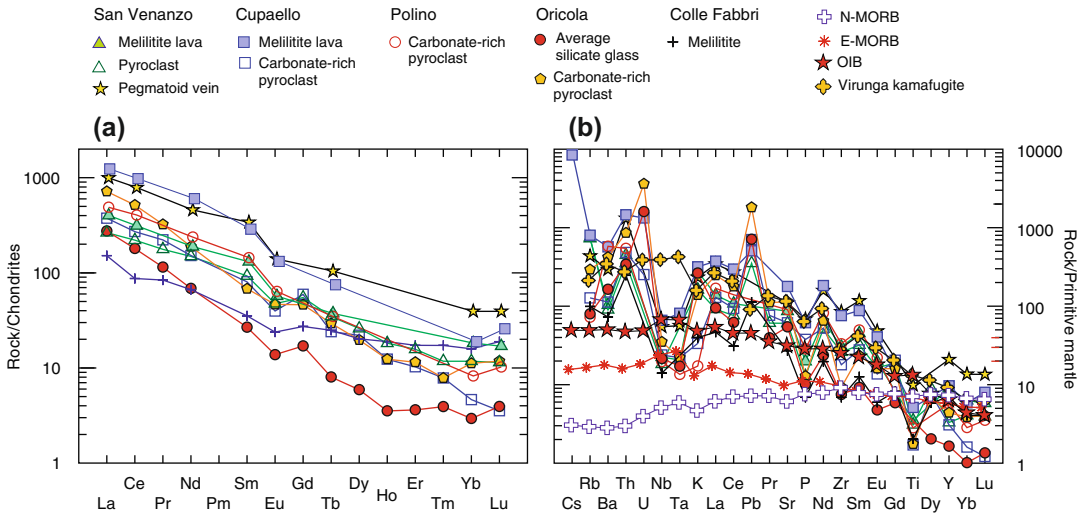 San Venanzo
Cupaello
Polino
Oricola
Colle Fabbri
Melilitite lava
Pyroclast
Pegmatoid vein
Melilitite lava
Carbonate-rich
pyroclast
Carbonate-rich
pyroclast
Average
silicate glass
Carbonate-rich
pyroclast
Melilitite
N-MORB
E-MORB
OIB
Virunga kamafugite
(a)
Rock/Chondrites
1000
100
10
1
Ce Nd Sm Gd Dy Er Yb
La Pr Pm Eu Tb Ho Tm Lu
(b)
10000
1000
100
10
1
Rock/Primitive mantle
Rb Th Nb K Ce Pr P Zr Eu Ti Y Lu
Cs Ba U Ta La Pb Sr Nd Sm Gd Dy Yb